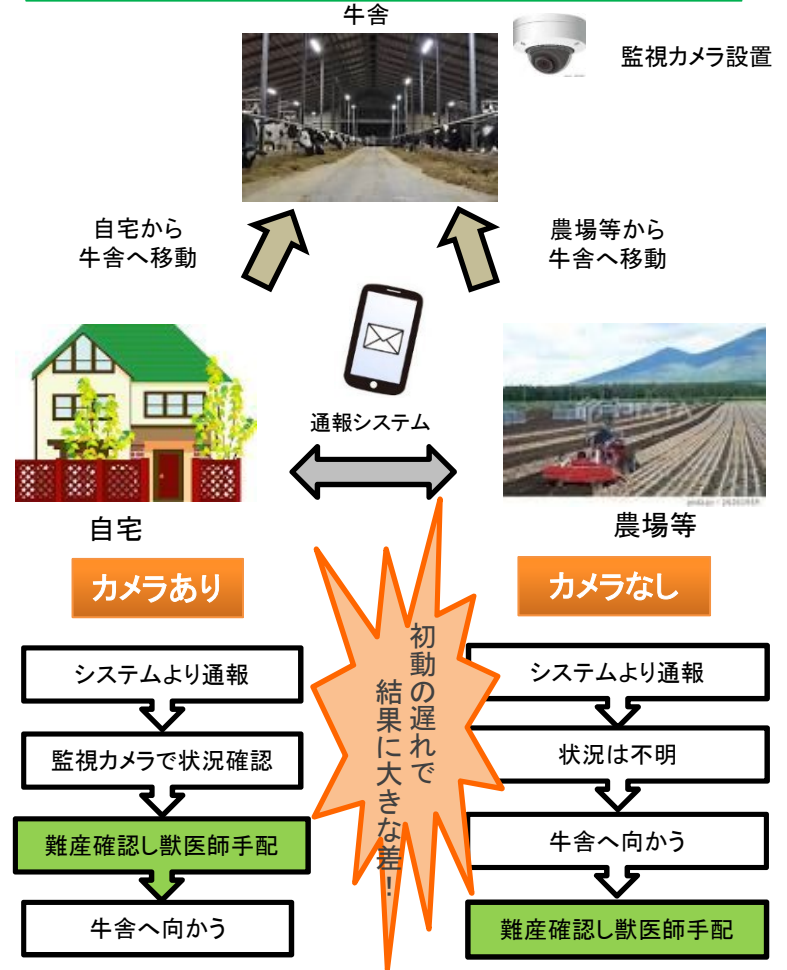 牛舎
監視カメラ設置
自宅から
牛舎へ移動
農場等から
牛舎へ移動
通報システム
自宅
農場等
カメラあり
カメラなし
初動の遅れで
結果に大きな差！
システムより通報
監視カメラで状況確認
難産確認し獣医師手配
牛舎へ向かう
システムより通報
状況は不明
牛舎へ向かう
難産確認し獣医師手配